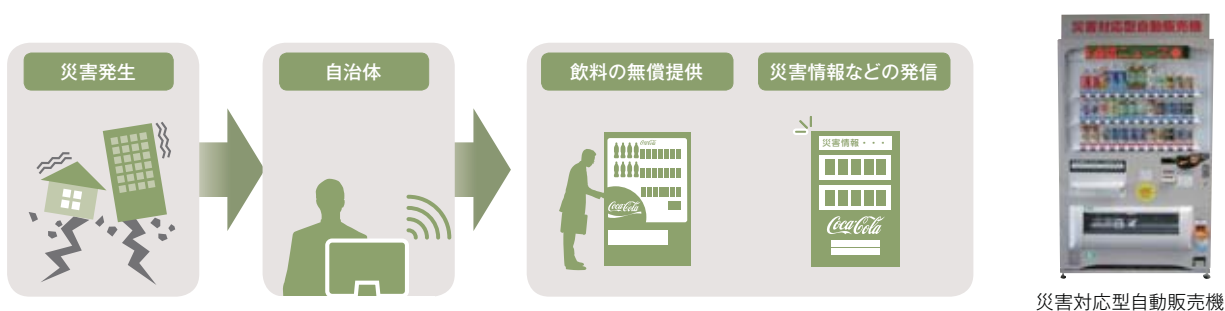 災害発生
自治体
飲料の無償提供
災害情報などの発信
Coca-Cola
Coca-Cola
災害情報・・・
Coca-Cola
災害対応型自動販売機
災害対応型自動販売機